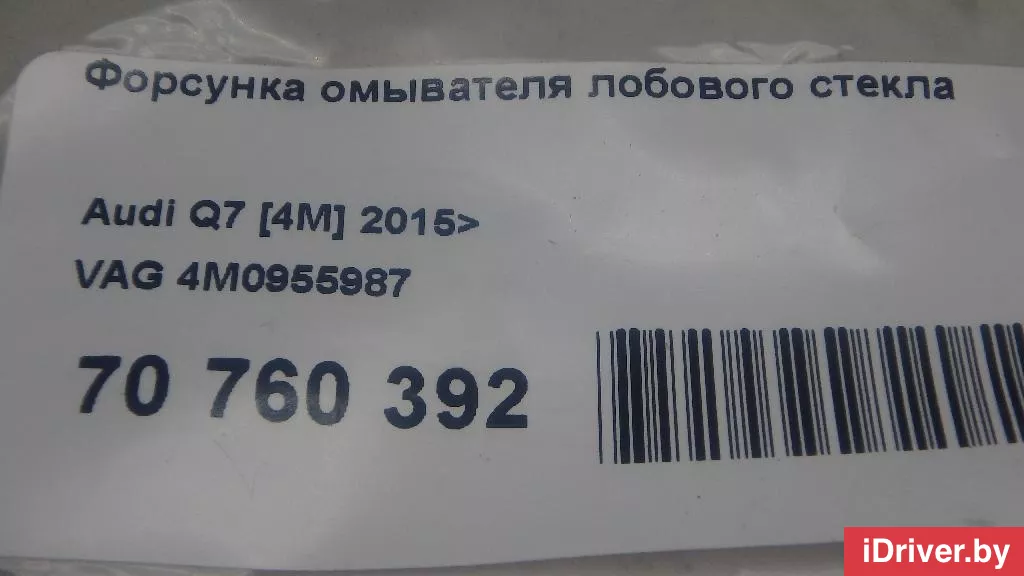 Форсунка омывателя лобового стекла
Audi Q7 [4M] 2015>
VAG 4M0955987
70 760 392
iDriver.by